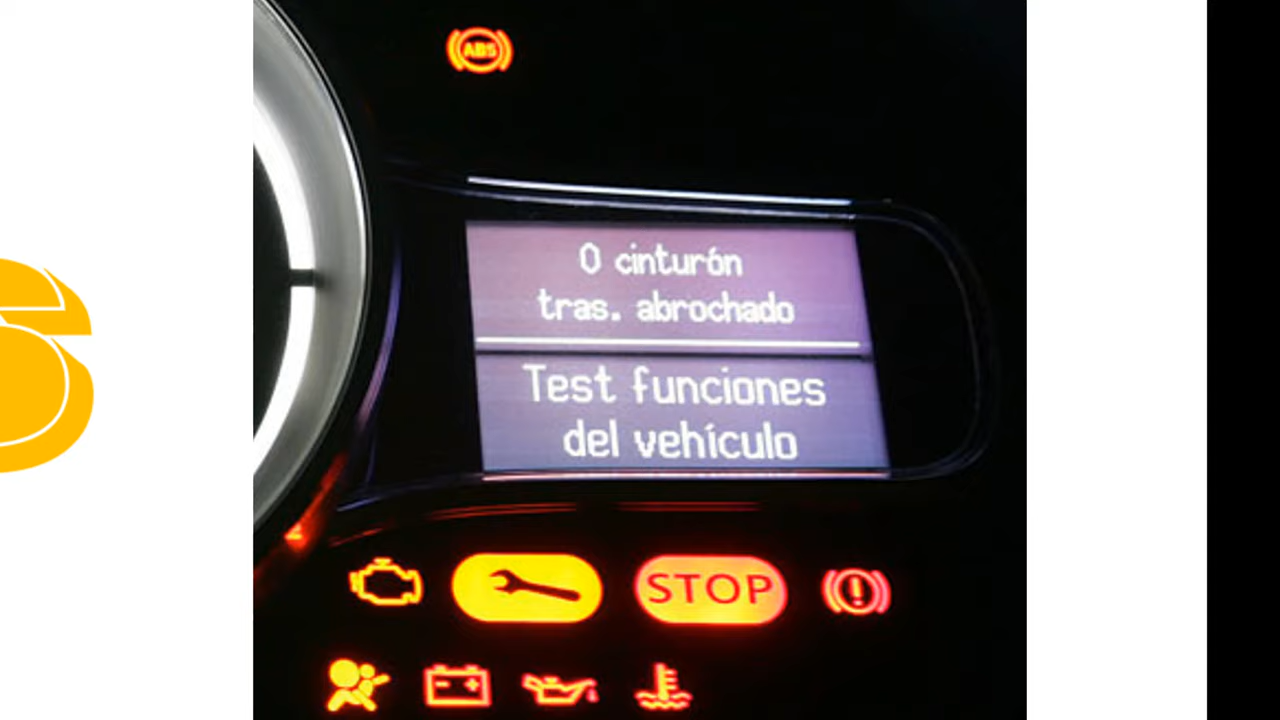 ABS
0 cinturón
tras. abrochado
Test funciones
del vehículo
STOP